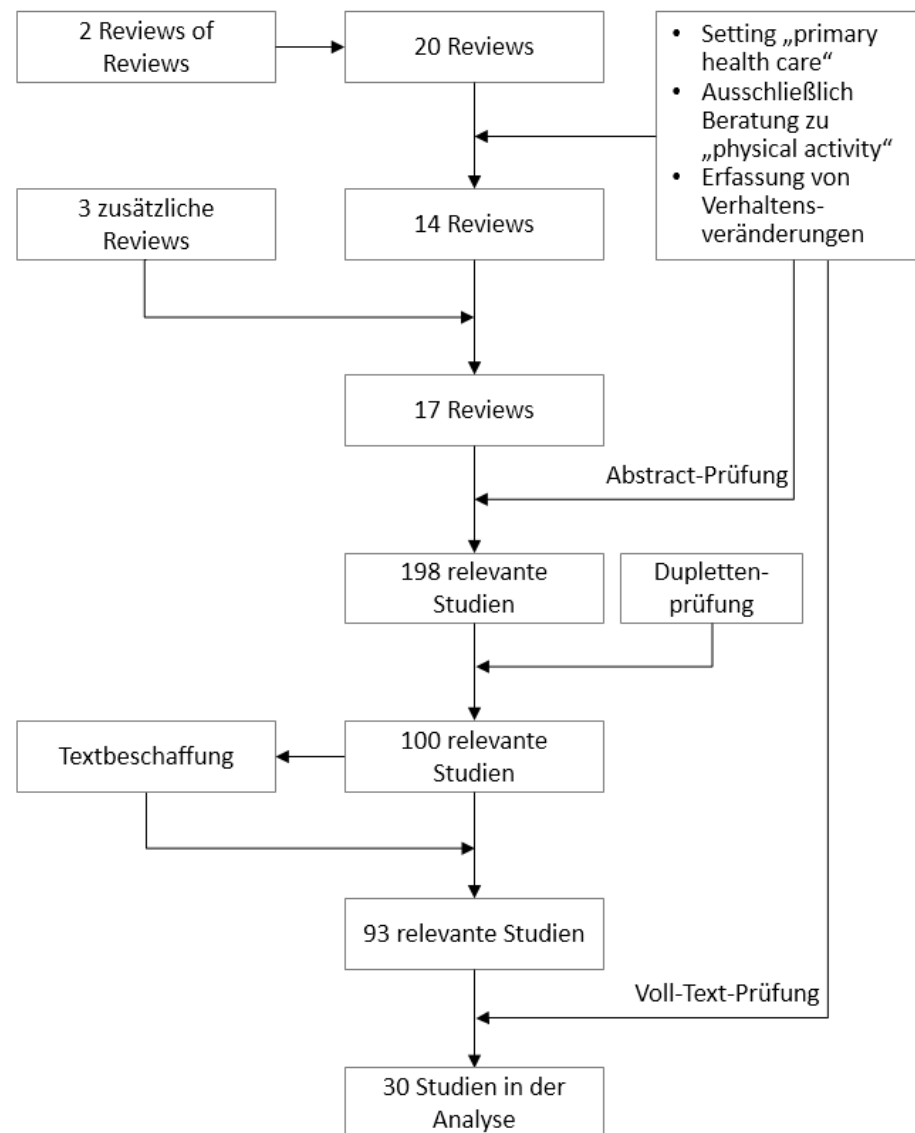 2 Reviews of
Reviews
20 Reviews
• Setting „primary
health care“
• Ausschließlich
Beratung zu
„physical activity“
• Erfassung von
Verhaltens-
veränderungen
3 zusätzliche
Reviews
14 Reviews
17 Reviews
Abstract-Prüfung
198 relevante
Studien
Dupletten-
prüfung
Textbeschaffung
100 relevante
Studien
93 relevante Studien
Voll-Text-Prüfung
30 Studien in der
Analyse